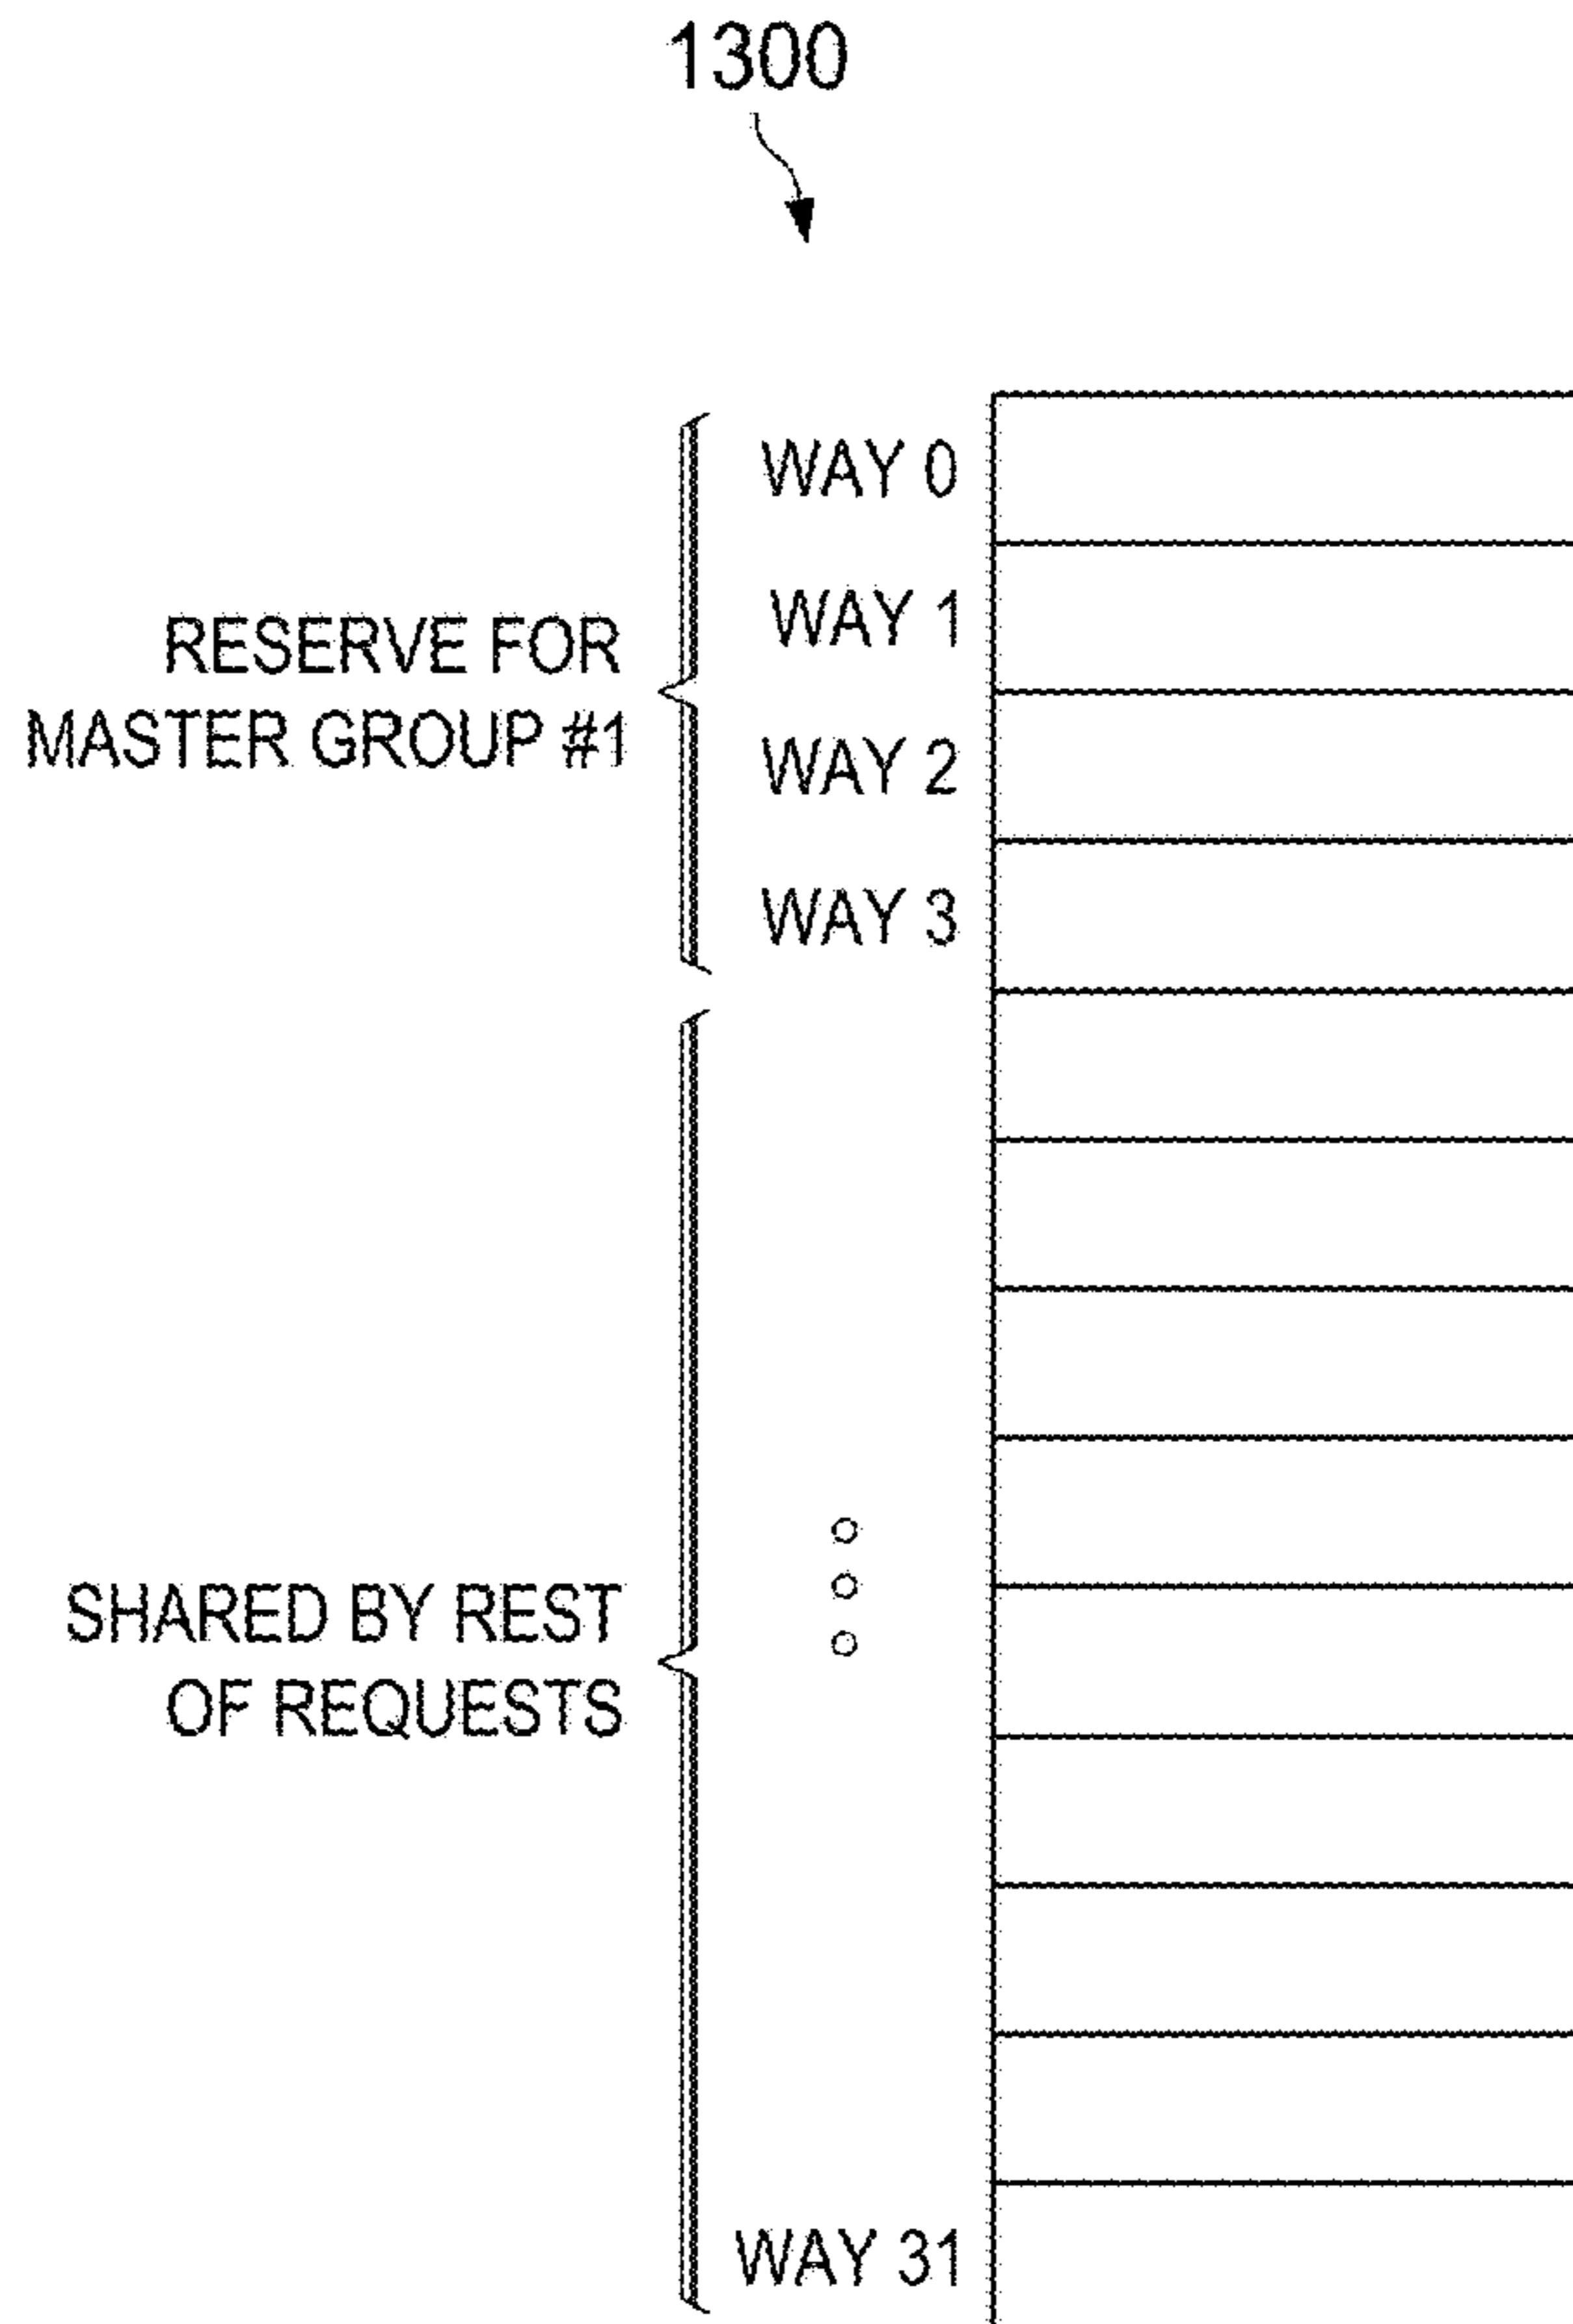 1300
WAY 0
WAY 1
RESERVE FOR
MASTER GROUP #1
WAY 2
WAY 3
SHARED BY REST
OF REQUESTS
WAY 31